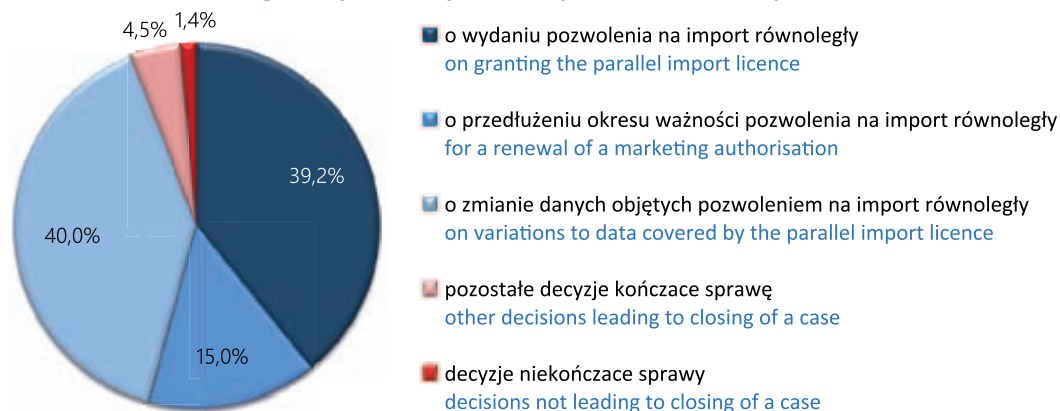 4,5%
1,4%
39,2%
40,0%
15,0%
o wydaniu pozwolenia na import równoległy
on granting the parallel import licence
o przedłużeniu okresu ważności pozwolenia na import równoległy
for a renewal of a marketing authorisation
o zmianie danych objętych pozwoleniem na import równoległy
on variations to data covered by the parallel import licence
pozostałe decyzje kończace sprawę
other decisions leading to closing of a case
decyzje niekończace sprawy
decisions not leading to closing of a case